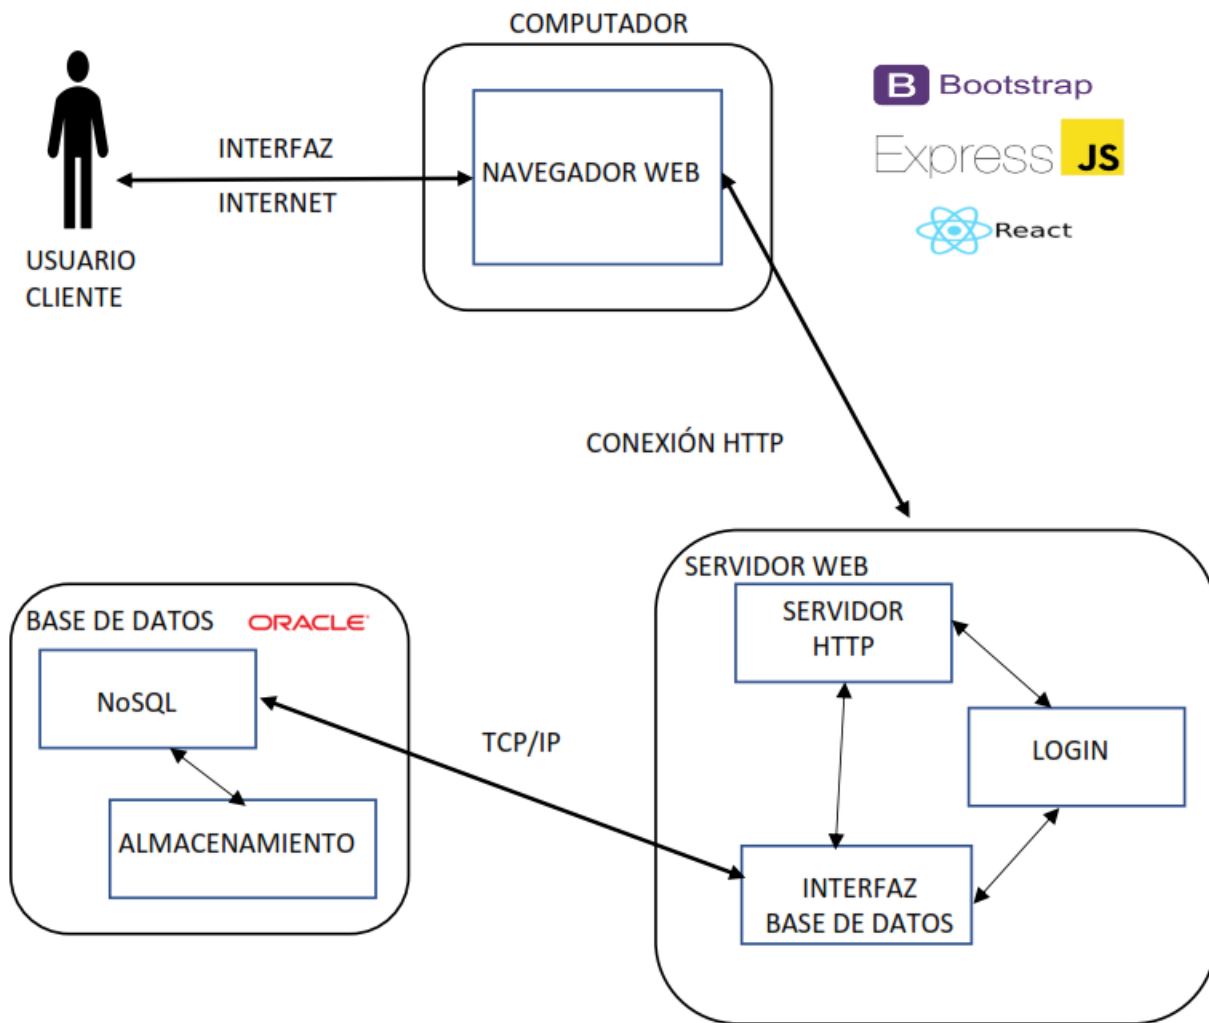 COMPUTADOR
B Bootstrap
Express JS
React
INTERFAZ
INTERNET
NAVEGADOR WEB
USUARIO
CLIENTE
CONEXIÓN HTTP
SERVIDOR WEB
SERVIDOR
HTTP
LOGIN
INTERFAZ
BASE DE DATOS
TCP/IP
BASE DE DATOS ORACLE
NoSQL
ALMACENAMIENTO